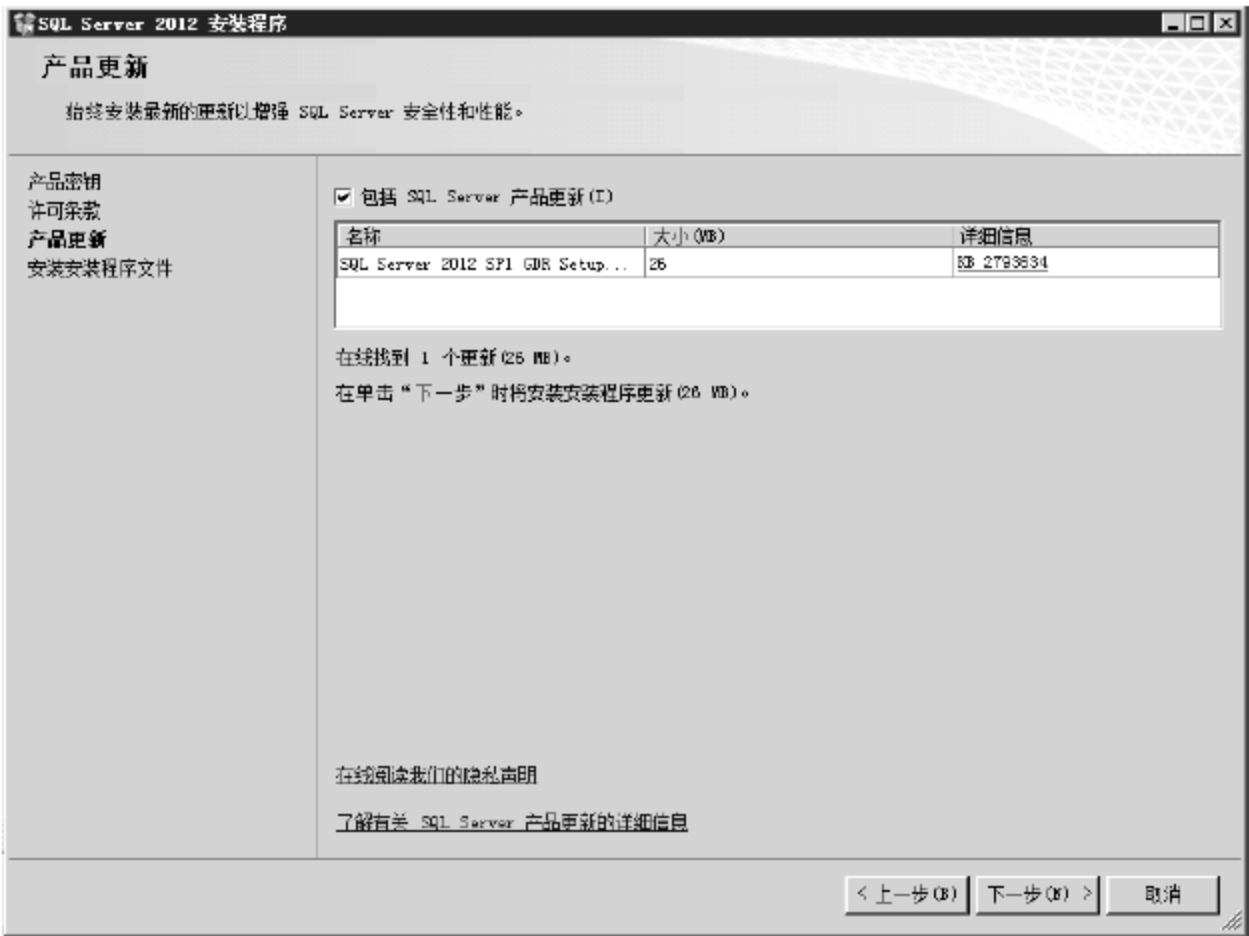 SQL Server 2012 安装程序
产品更新
始终安装最新的更新以增强 SQL Server 安全性和性能。
产品密钥
许可条款
产品更新
安装安装程序文件
包括 SQL Server 产品更新(I)
名称 大小(MB) 详细信息
SQL Server 2012 SP1 GDR Setup... 26 KB 2793634
在线找到 1 个更新(26 MB)。
在单击“下一步”时将安装安装程序更新(26 MB)。
在线阅读我们的隐私声明
了解有关 SQL Server 产品更新的详细信息
< 上一步(B) 下一步(N) > 取消